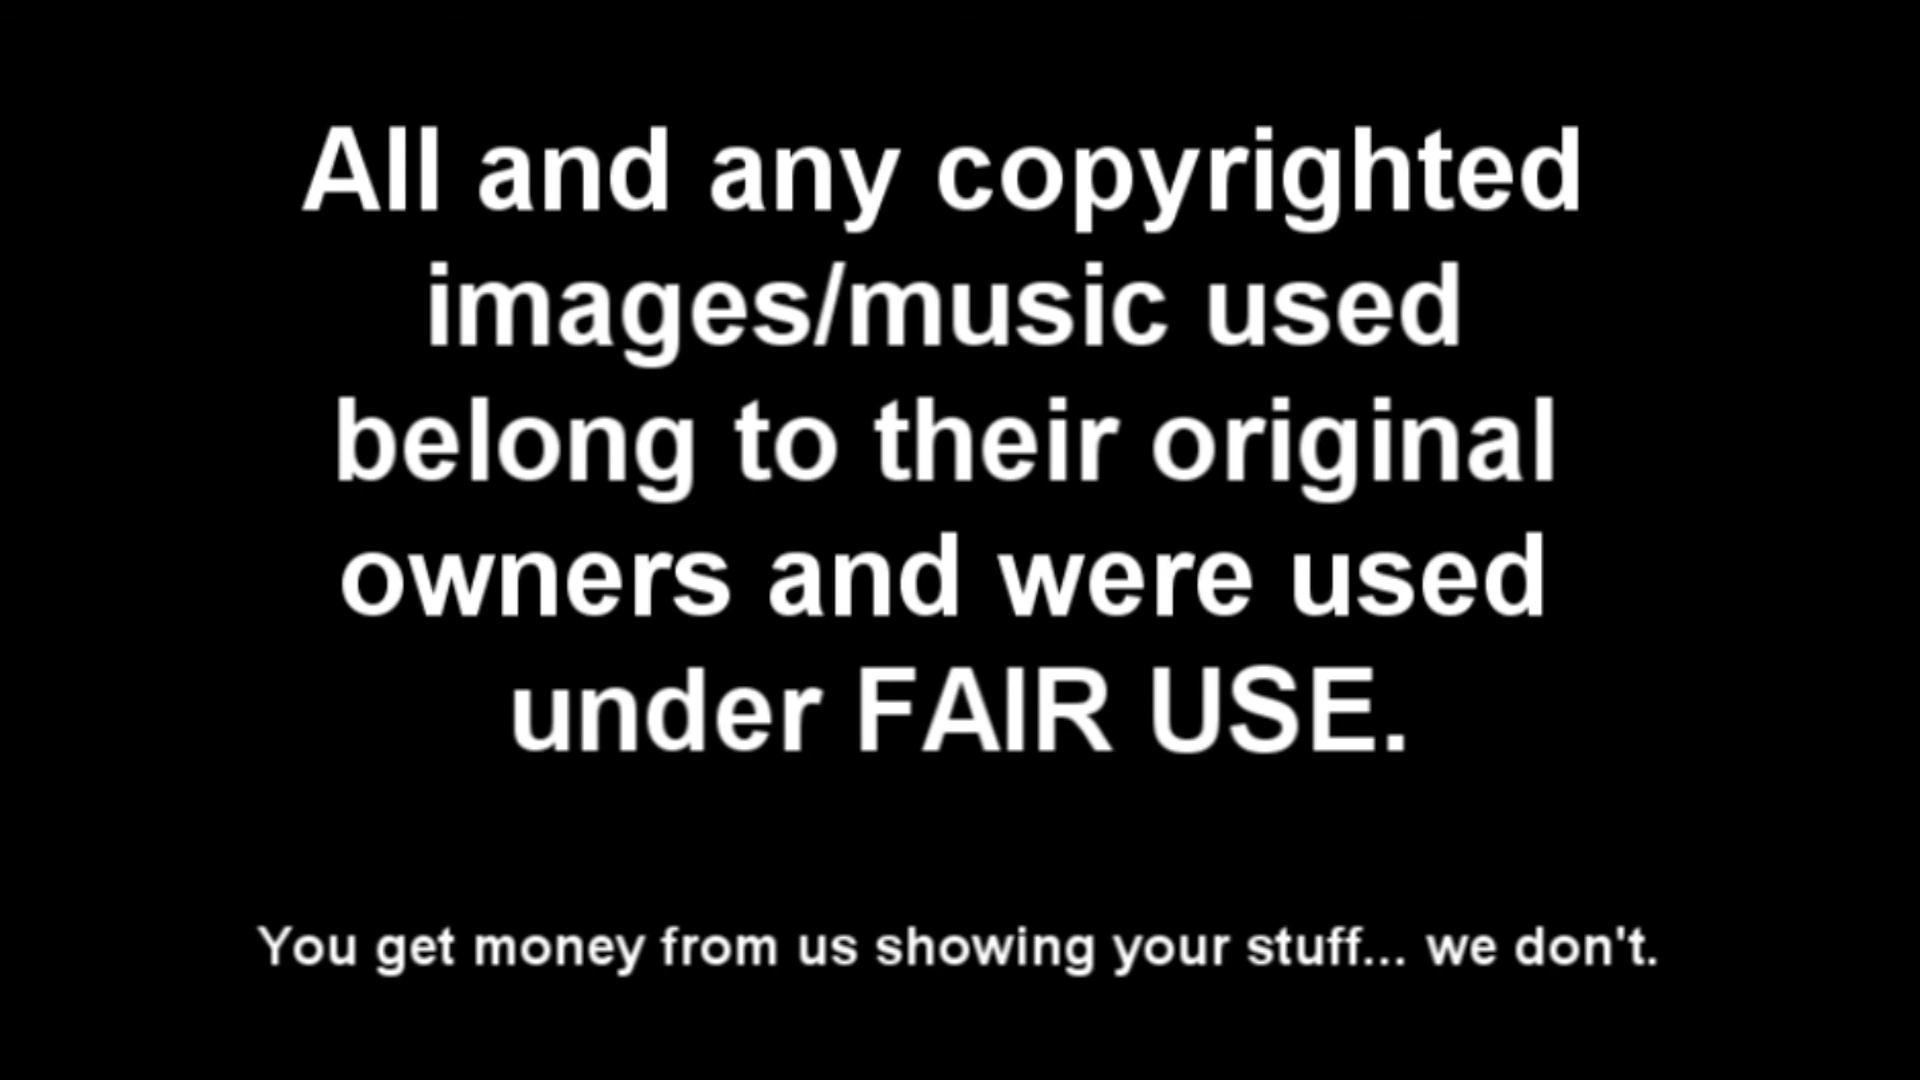 All and any copyrighted
images/music used
belong to their original
owners and were used
under FAIR USE.
You get money from us showing your stuff... we don't.